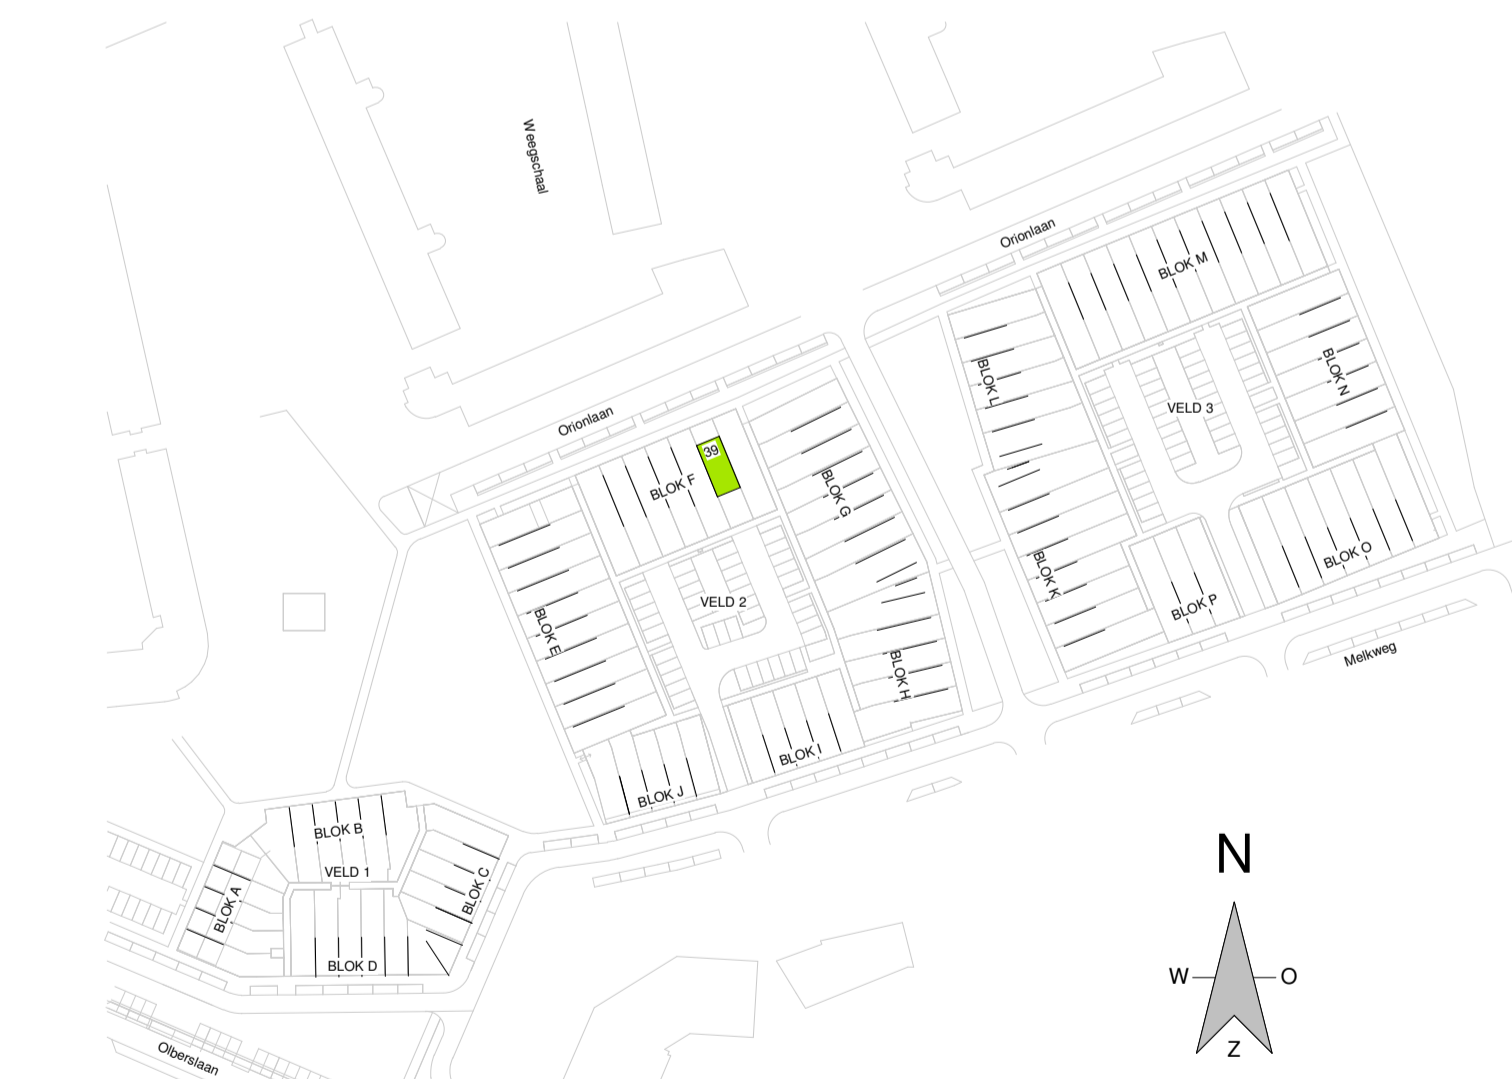 Weegschaal
Orionlaan
BLOK M
BLOK L
BLOK N
VELD 3
Orionlaan
39
BLOK F
BLOK G
BLOK K
BLOK O
BLOK P
BLOK E
VELD 2
BLOK H
Melkweg
BLOK I
BLOK J
BLOK B
VELD 1
BLOK A
BLOK C
BLOK D
Olberslaan
N
W
O
Z